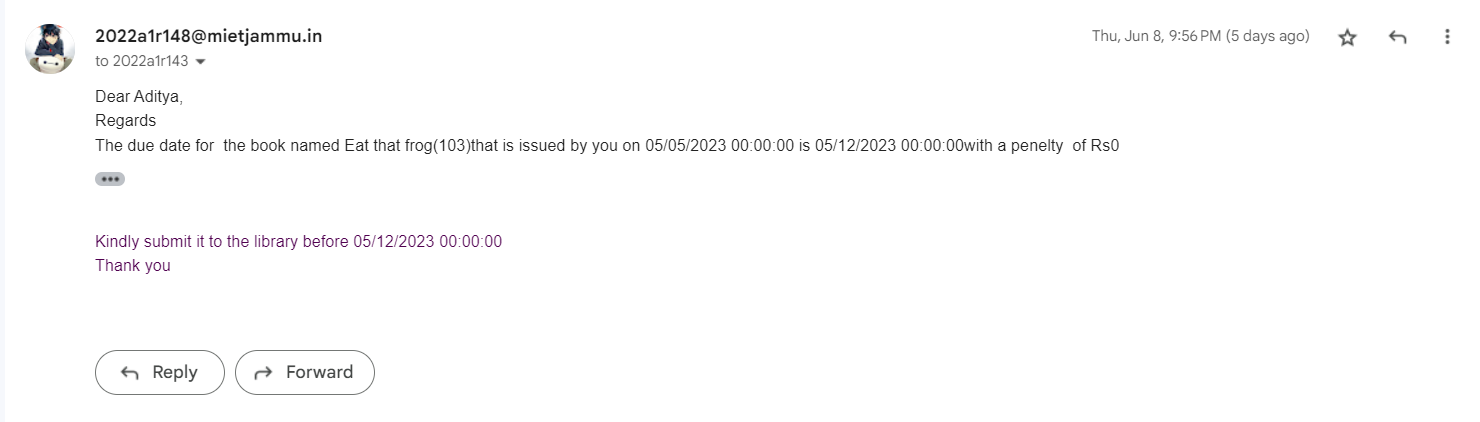 2022a1r148@mietjammu.in
Thu, Jun 8, 9:56 PM (5 days ago)
to 2022a1r143
Dear Aditya,
Regards
The due date for  the book named Eat that frog(103)that is issued by you on 05/05/2023 00:00:00 is 05/12/2023 00:00:00with a penelty  of Rs0
Kindly submit it to the library before 05/12/2023 00:00:00
Thank you
Reply
Forward